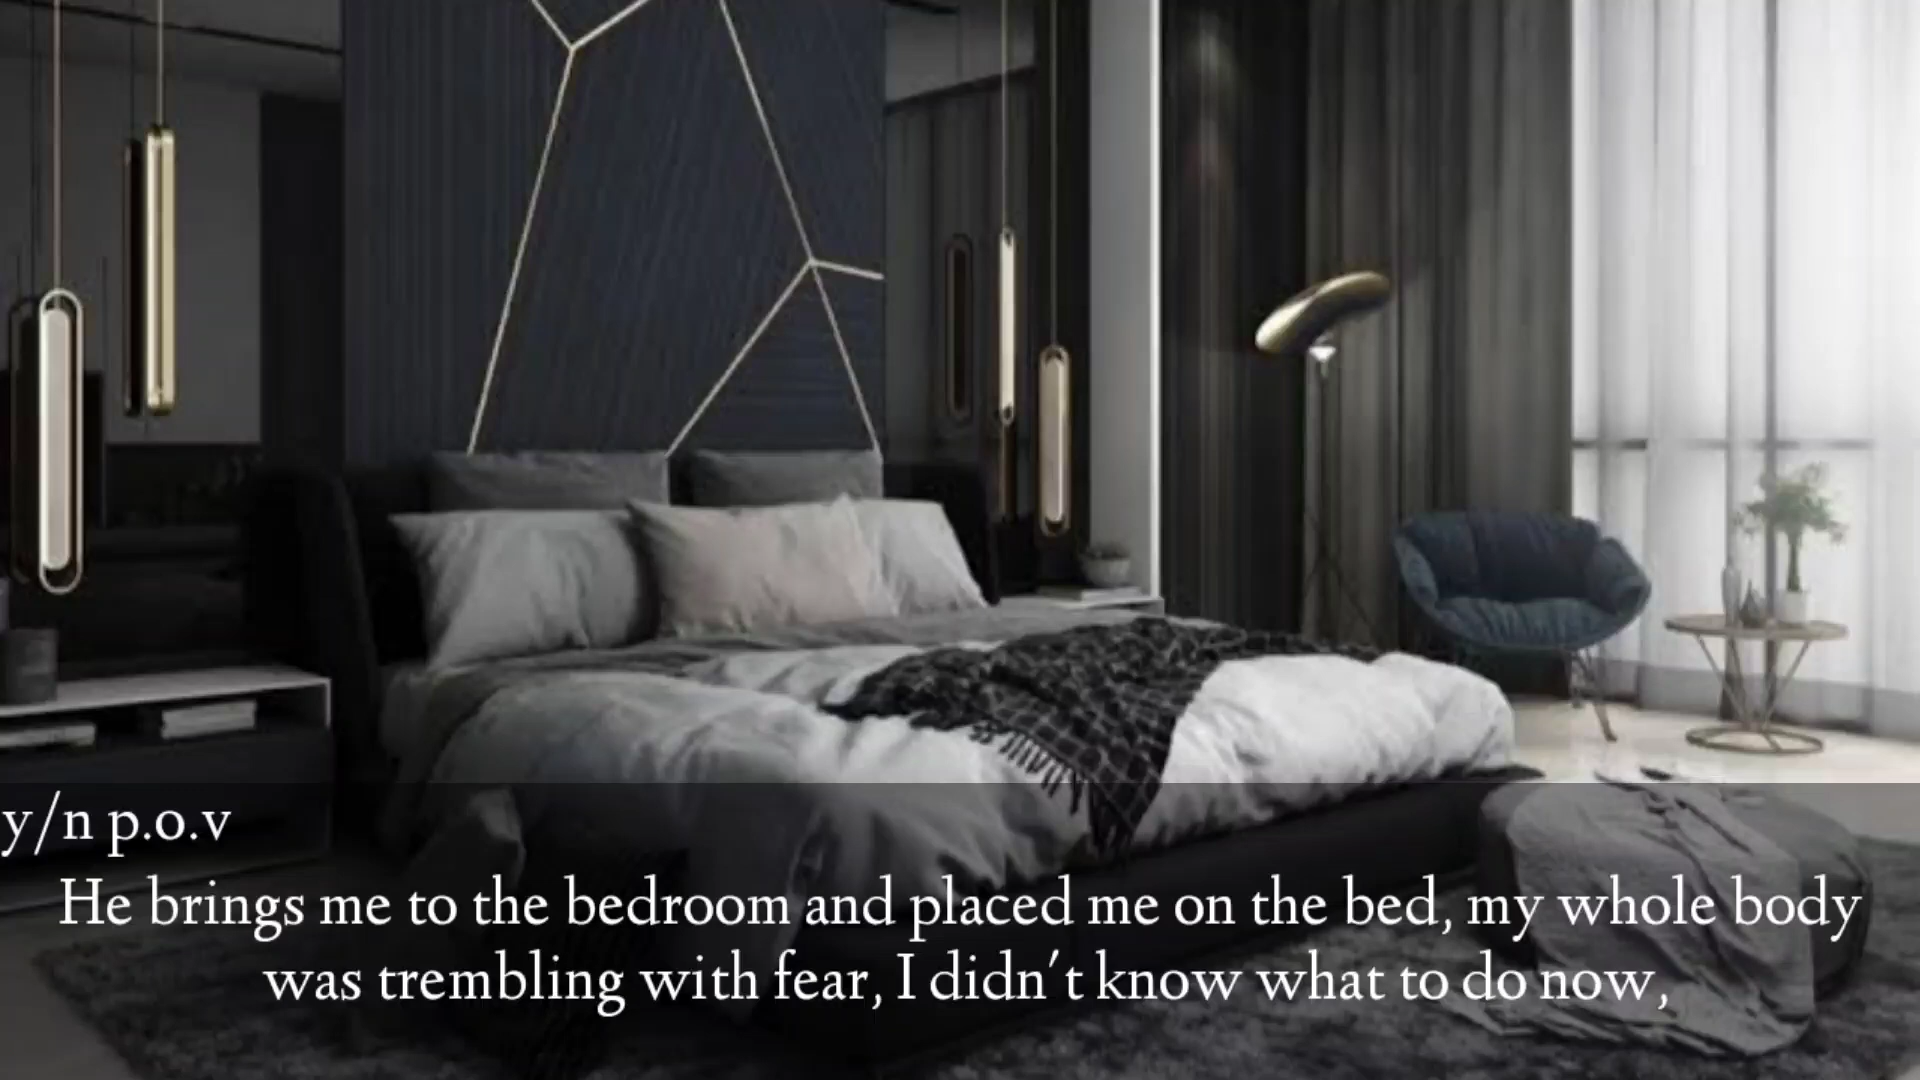 y/n p.o.v
He brings me to the bedroom and placed me on the bed, my whole body
was trembling with fear, I didn't know what to do now,